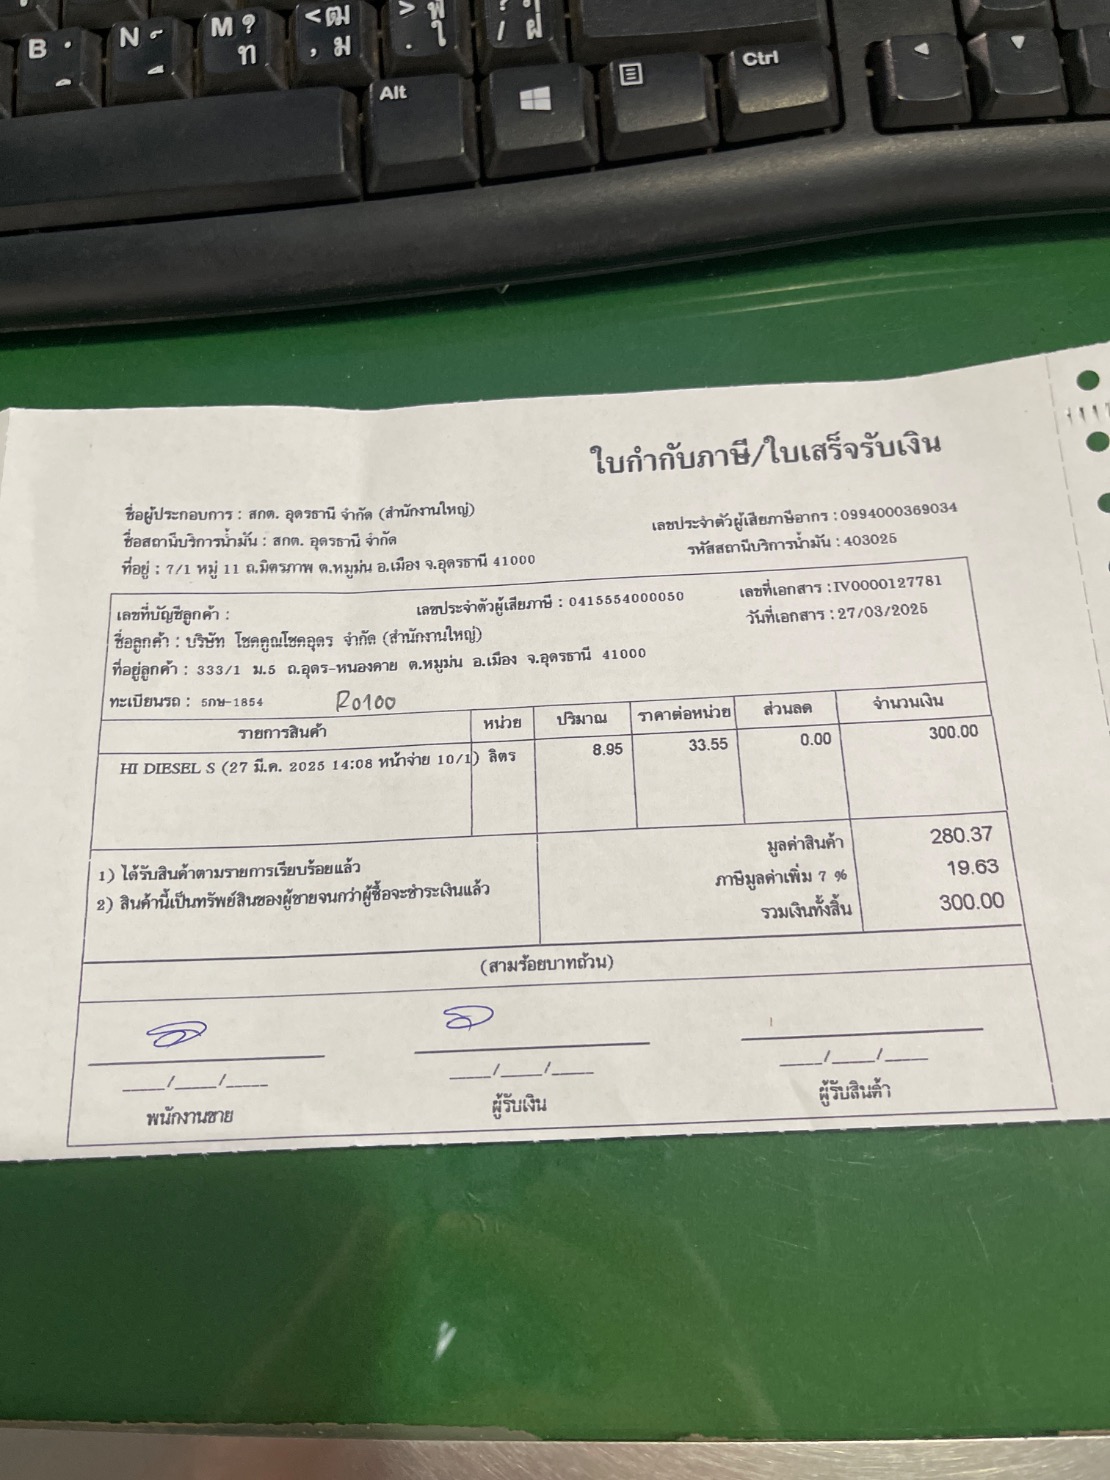 B
N
M ?
ท
< ฒ
, ม
> ฬ
. ใ
/ ฝ
Alt
Ctrl
ใบกำกับภาษี/ใบเสร็จรับเงิน
ชื่อผู้ประกอบการ : สกต. อุดรธานี จำกัด (สำนักงานใหญ่)
เลขประจำตัวผู้เสียภาษีอากร : 0994000369034
ชื่อสถานีบริการน้ำมัน : สกต. อุดรธานี จำกัด
รหัสสถานีบริการน้ำมัน : 403025
ที่อยู่ : 7/1 หมู่ 11 ถ.มิตรภาพ ต.หมูม่น อ.เมือง จ.อุดรธานี 41000
เลขที่บัญชีลูกค้า : เลขประจำตัวผู้เสียภาษี : 0415554000050 เลขที่เอกสาร : IV0000127781
ชื่อลูกค้า : บริษัท โชคคูณโชคอุดร จำกัด (สำนักงานใหญ่) วันที่เอกสาร : 27/03/2025
ที่อยู่ลูกค้า : 333/1 ม.5 ถ.อุดร-หนองคาย ต.หมูม่น อ.เมือง จ.อุดรธานี 41000
ทะเบียนรถ : 5กษ-1854 R0100
รายการสินค้า หน่วย ปริมาณ ราคาต่อหน่วย ส่วนลด จำนวนเงิน
HI DIESEL S (27 มี.ค. 2025 14:08 หน้าจ่าย 10/1) ลิตร 8.95 33.55 0.00 300.00
1) ได้รับสินค้าตามรายการเรียบร้อยแล้ว มูลค่าสินค้า 280.37
2) สินค้านี้เป็นทรัพย์สินของผู้ขายจนกว่าผู้ซื้อจะชำระเงินแล้ว ภาษีมูลค่าเพิ่ม 7 % 19.63
รวมเงินทั้งสิ้น 300.00
(สามร้อยบาทถ้วน)
____/____/____ ____/____/____ ____/____/____
พนักงานขาย ผู้รับเงิน ผู้รับสินค้า